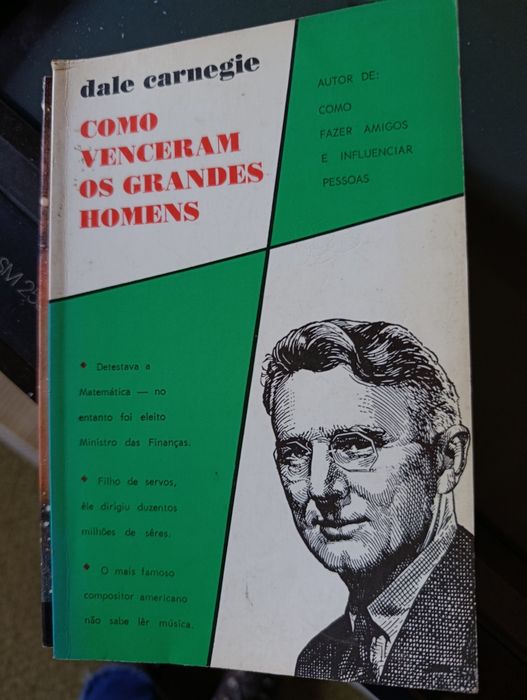 dale carnegie
COMO
VENCERAM
OS GRANDES
HOMENS
AUTOR DE:
COMO
FAZER AMIGOS
E INFLUENCIAR
PESSOAS
◆ Detestava a
Matemática — no
entanto foi eleito
Ministro das Finanças.
◆ Filho de servos,
êle dirigiu duzentos
milhões de sêres.
◆ O mais famoso
compositor americano
não sabe lêr música.